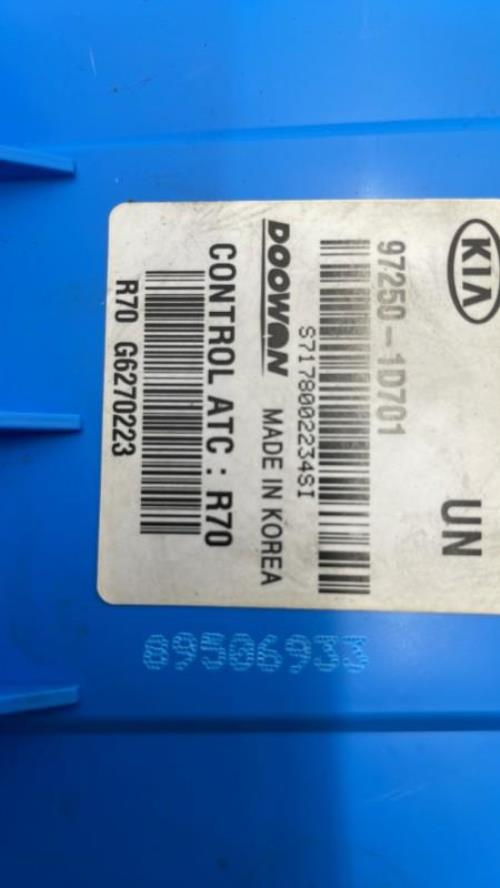 KIA
UN
97250-1D701
S7178002234SI
DOOWON MADE IN KOREA
CONTROL ATC : R70
R70 G6270223
89506933